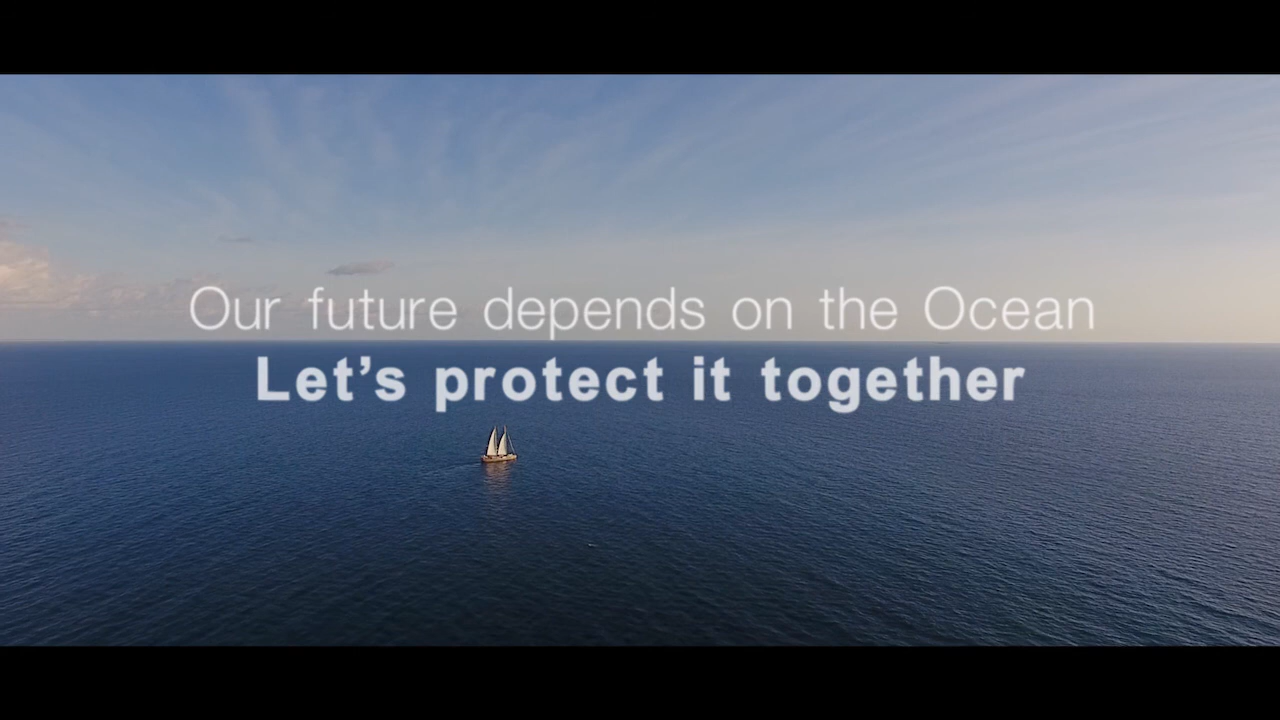 Our future depends on the Ocean
Let’s protect it together